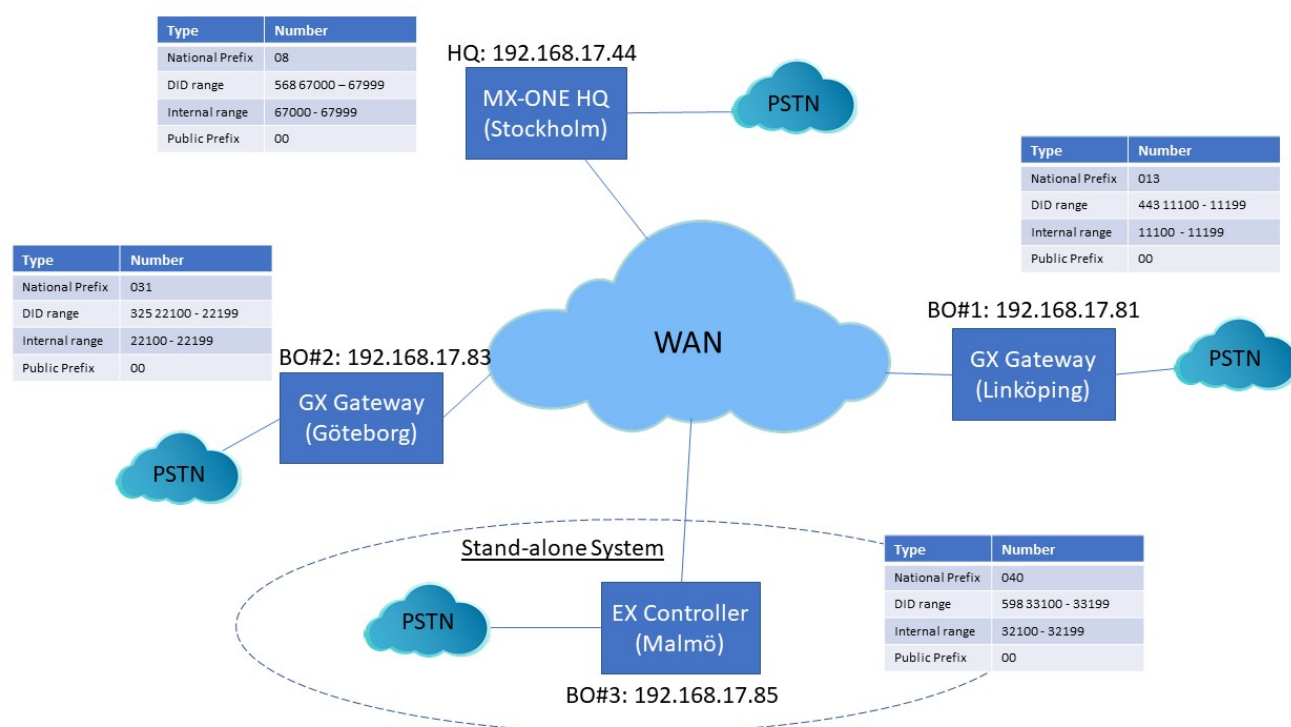 Type Number
National Prefix 08
DID range 568 67000 – 67999
Internal range 67000 - 67999
Public Prefix 00
HQ: 192.168.17.44
MX-ONE HQ
(Stockholm)
PSTN
Type Number
National Prefix 013
DID range 443 11100 - 11199
Internal range 11100 - 11199
Public Prefix 00
Type Number
National Prefix 031
DID range 325 22100 - 22199
Internal range 22100 - 22199
Public Prefix 00
BO#2: 192.168.17.83
GX Gateway
(Göteborg)
PSTN
WAN
BO#1: 192.168.17.81
GX Gateway
(Linköping)
PSTN
Stand-alone System
PSTN
EX Controller
(Malmö)
BO#3: 192.168.17.85
Type Number
National Prefix 040
DID range 598 33100 - 33199
Internal range 32100 - 32199
Public Prefix 00